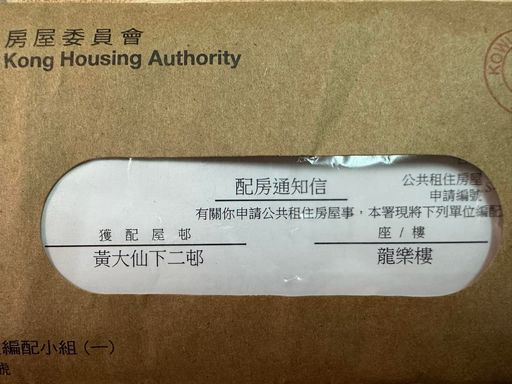 房屋委員會
Kong Housing Authority
KOW
配房通知信
公共租住房屋
申請編號
有關你申請公共租住房屋事，本署現將下列單位編配
獲配屋邨
座 / 樓
黃大仙下二邨
龍樂樓
編配小組 (一)
號